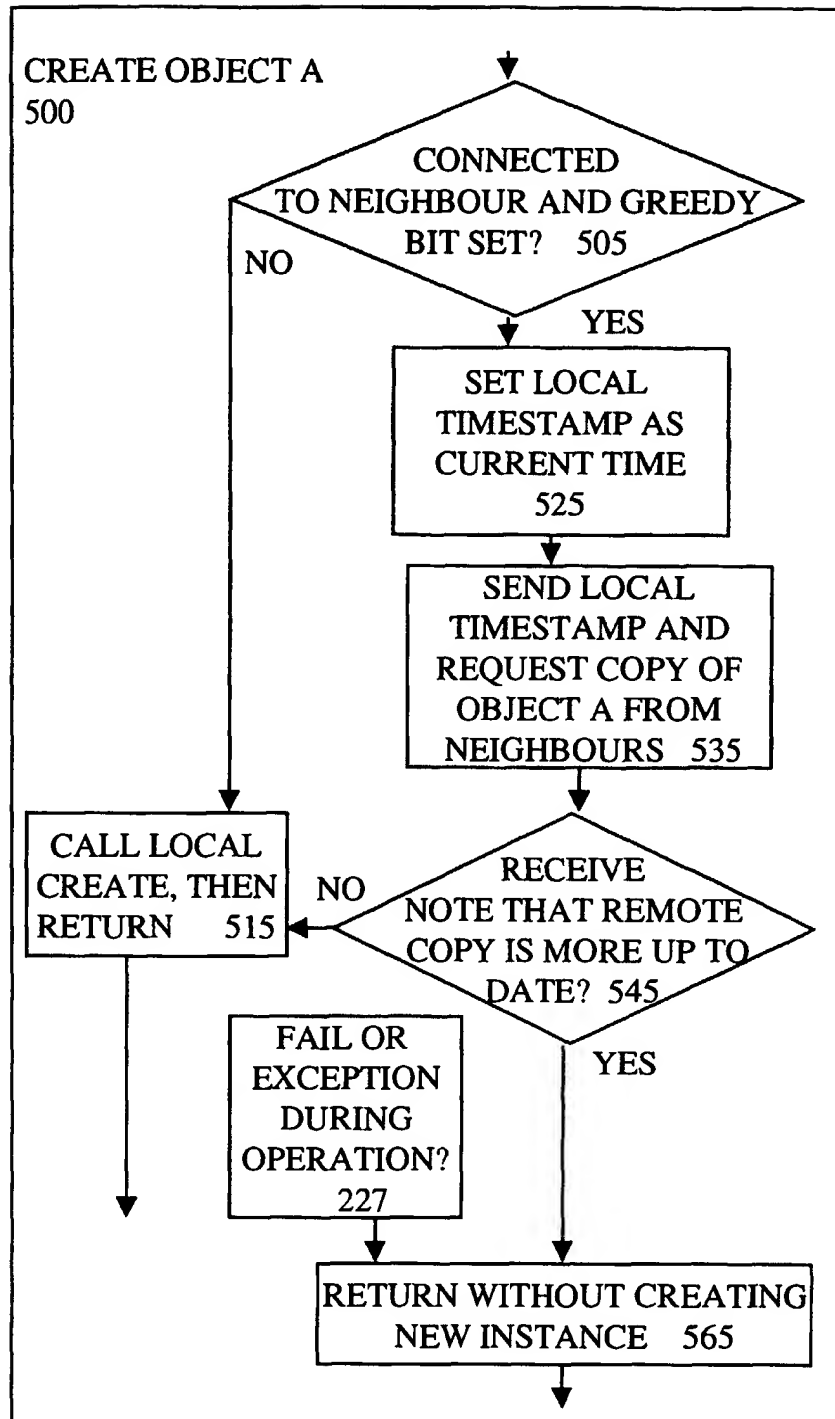 CREATE OBJECT A
500
CONNECTED
TO NEIGHBOUR AND GREEDY
BIT SET? 505
NO
YES
SET LOCAL
TIMESTAMP AS
CURRENT TIME
525
SEND LOCAL
TIMESTAMP AND
REQUEST COPY OF
OBJECT A FROM
NEIGHBOURS 535
CALL LOCAL
CREATE, THEN
RETURN 515
NO
RECEIVE
NOTE THAT REMOTE
COPY IS MORE UP TO
DATE? 545
YES
FAIL OR
EXCEPTION
DURING
OPERATION?
227
RETURN WITHOUT CREATING
NEW INSTANCE 565